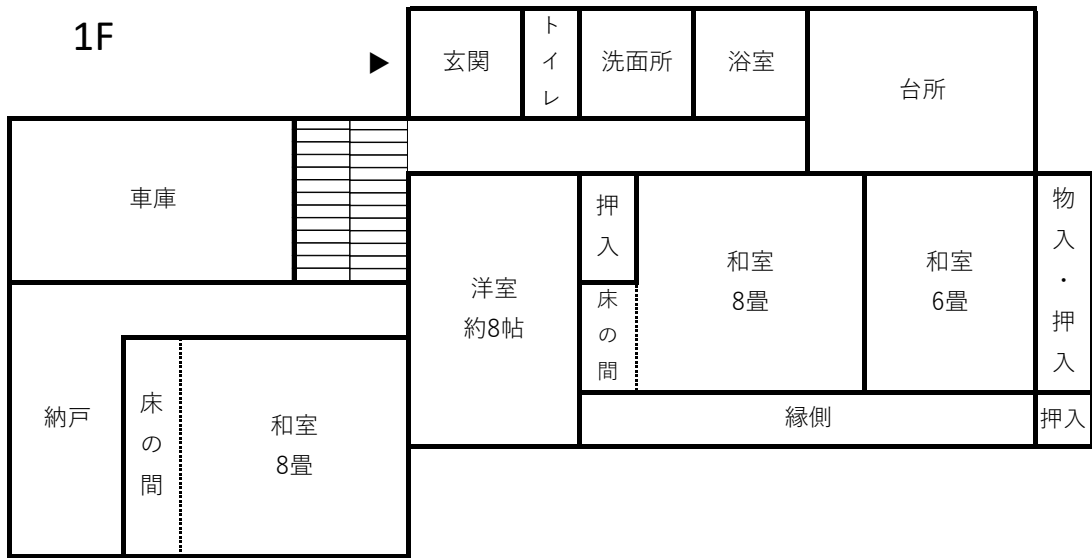 1F
玄関
トイレ
洗面所
浴室
台所
車庫
洋室
約8帖
押入
床の間
和室
8畳
和室
6畳
物入・押入
縁側
押入
納戸
床の間
和室
8畳